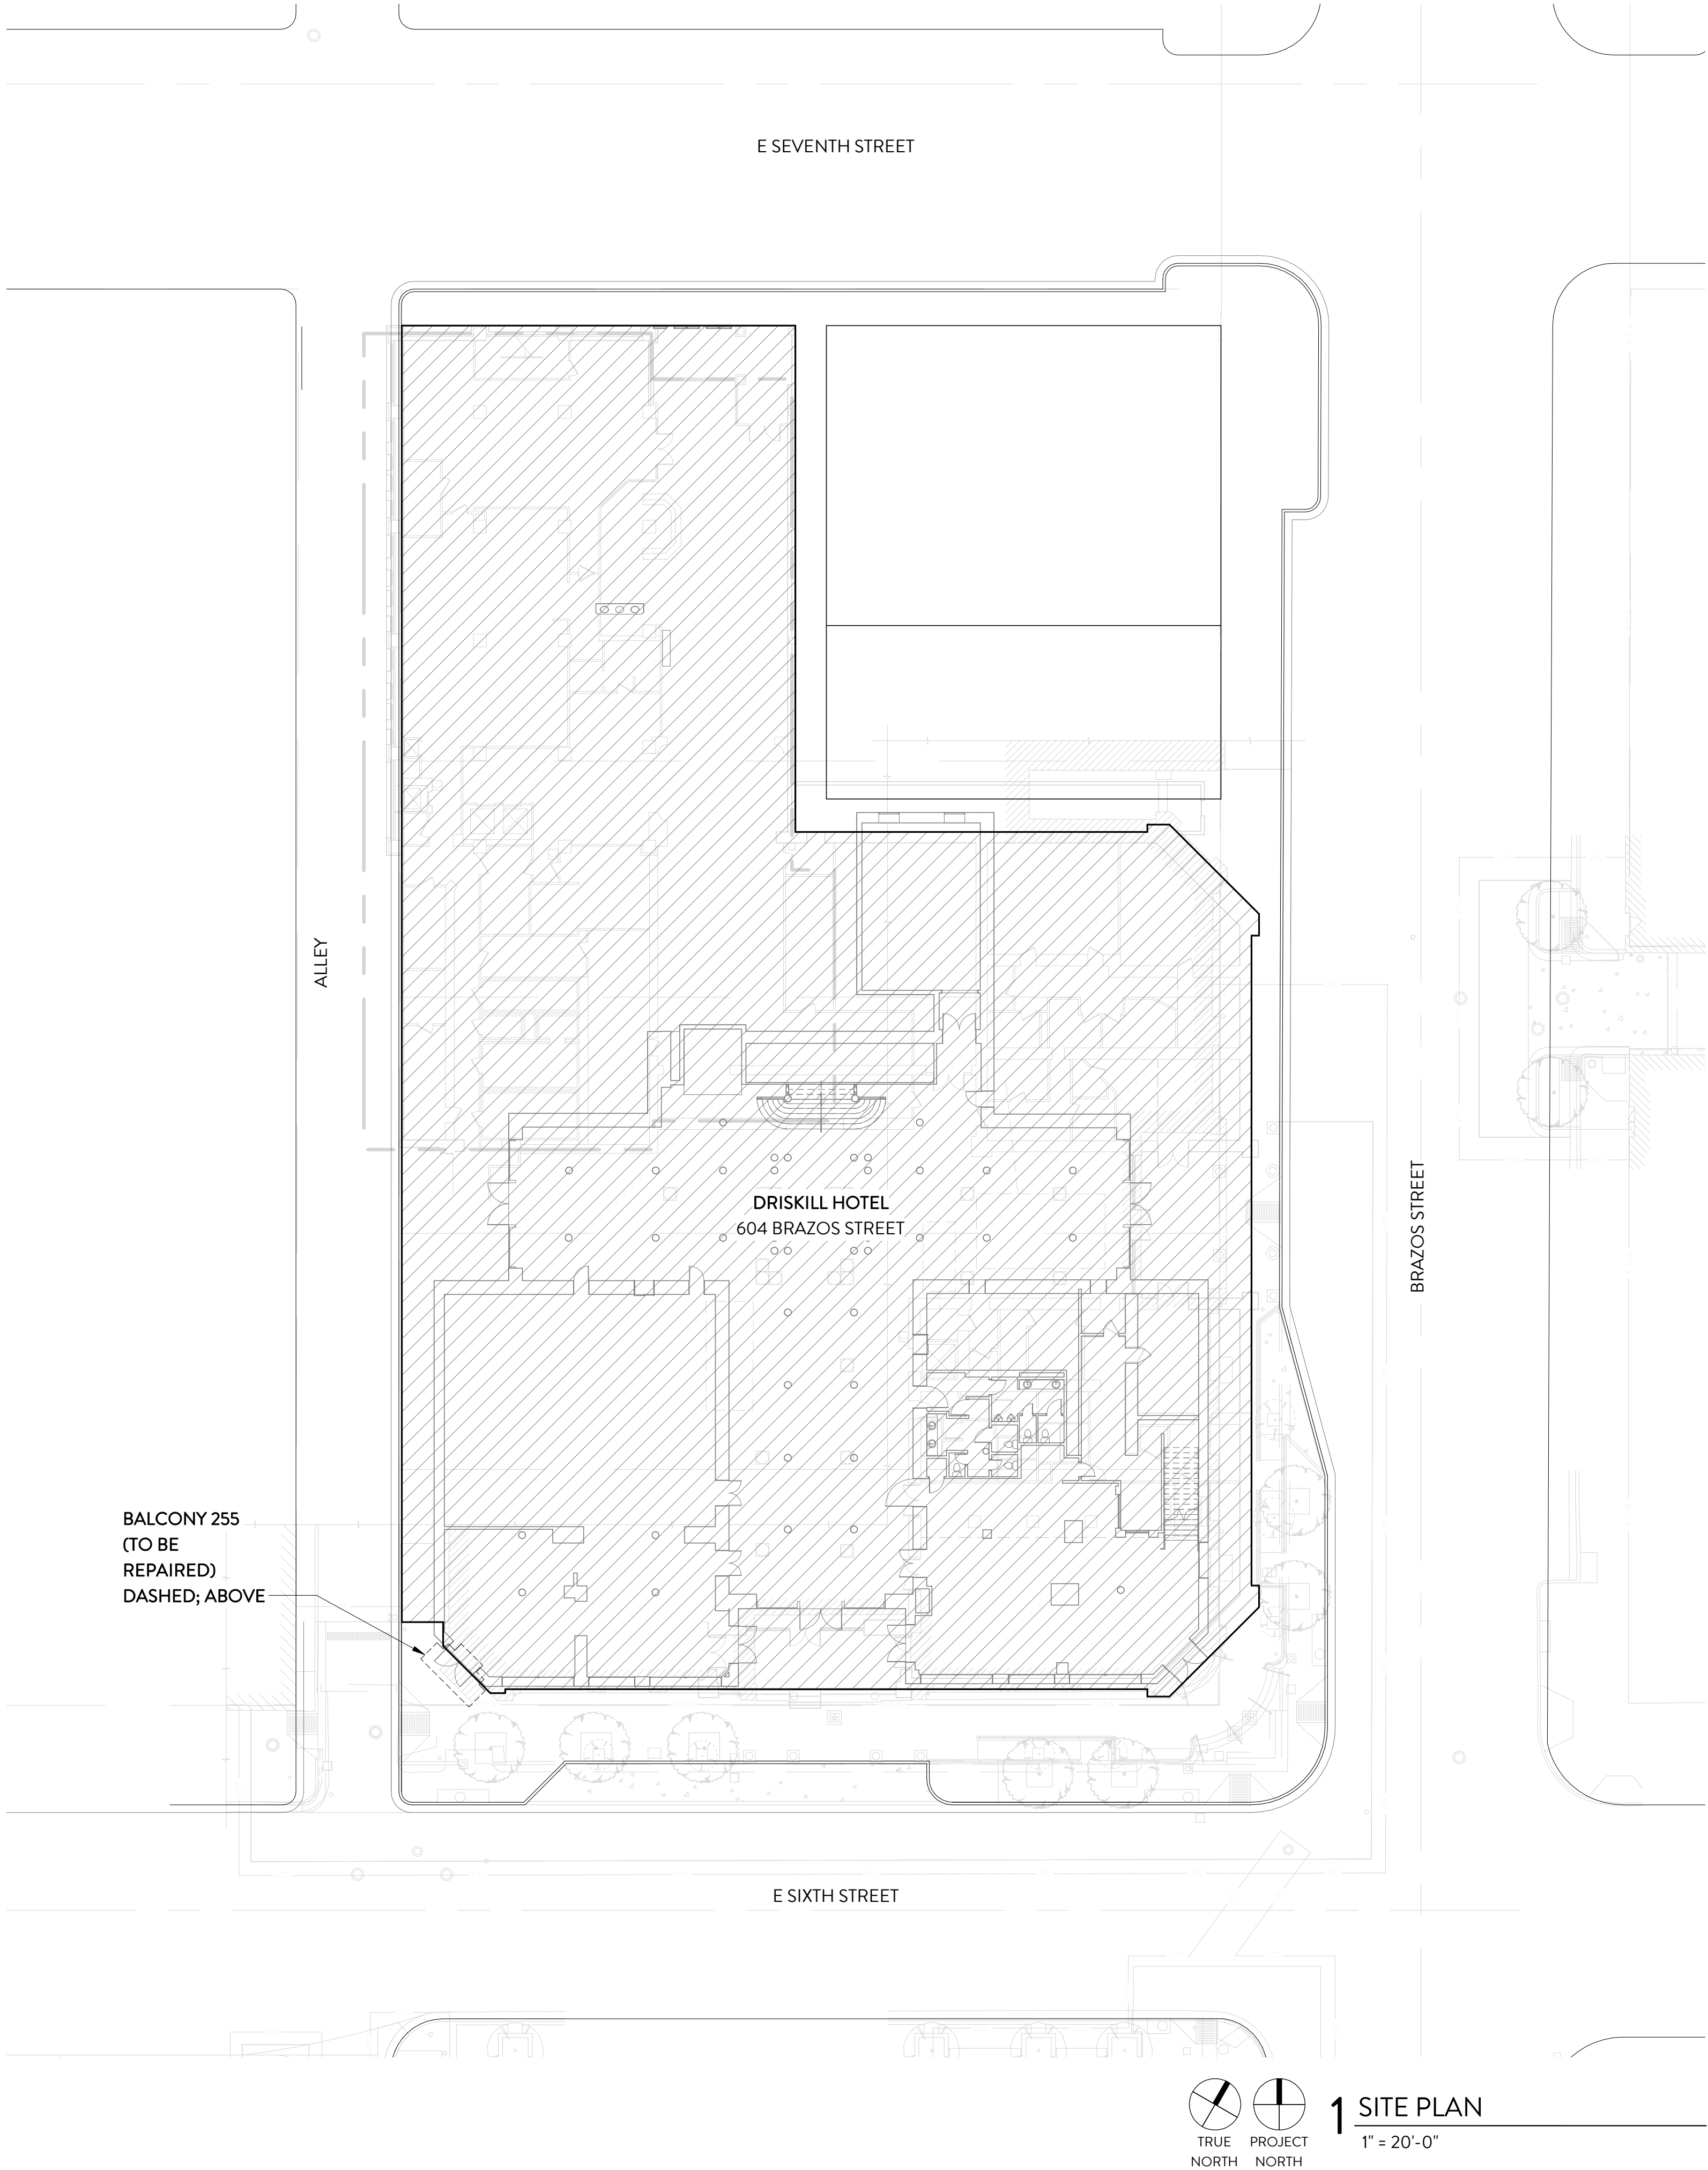 E SEVENTH STREET
ALLEY
BRAZOS STREET
DRISKILL HOTEL
604 BRAZOS STREET
BALCONY 255
(TO BE
REPAIRED)
DASHED; ABOVE
E SIXTH STREET
TRUE
NORTH
PROJECT
NORTH
1 SITE PLAN
1" = 20'-0"